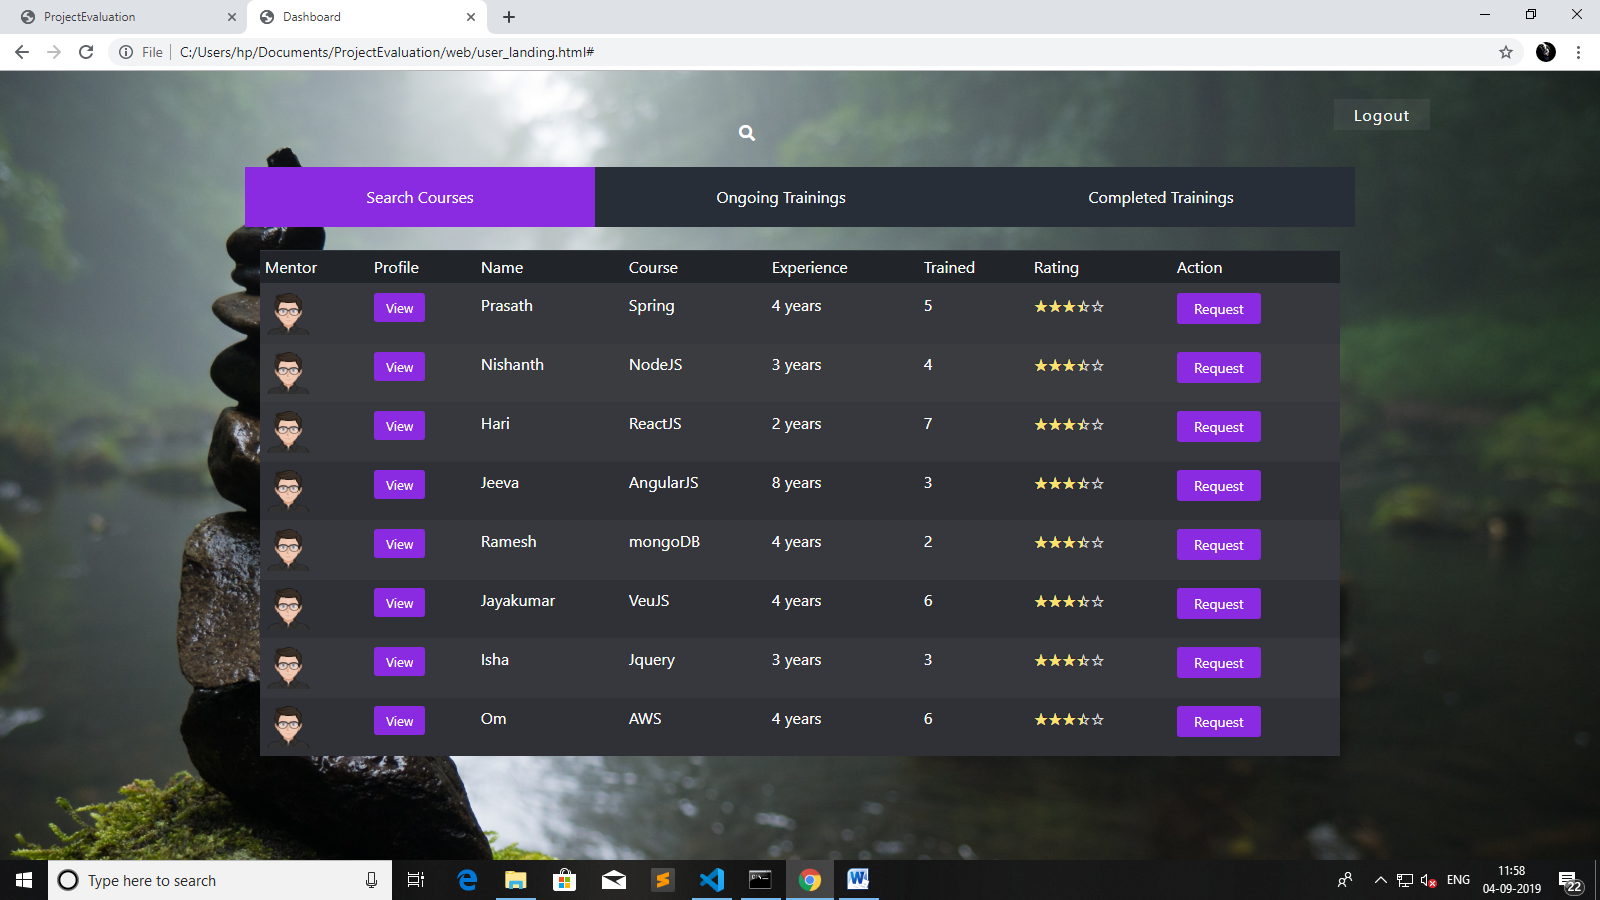 ProjectEvaluation
Dashboard
File | C:/Users/hp/Documents/ProjectEvaluation/web/user_landing.html#
Logout
Search Courses Ongoing Trainings Completed Trainings
Mentor Profile Name Course Experience Trained Rating Action
View Prasath Spring 4 years 5 ★★★⯪☆ Request
View Nishanth NodeJS 3 years 4 ★★★⯪☆ Request
View Hari ReactJS 2 years 7 ★★★⯪☆ Request
View Jeeva AngularJS 8 years 3 ★★★⯪☆ Request
View Ramesh mongoDB 4 years 2 ★★★⯪☆ Request
View Jayakumar VeuJS 4 years 6 ★★★⯪☆ Request
View Isha Jquery 3 years 3 ★★★⯪☆ Request
View Om AWS 4 years 6 ★★★⯪☆ Request
Type here to search
ENG
11:58
04-09-2019
22